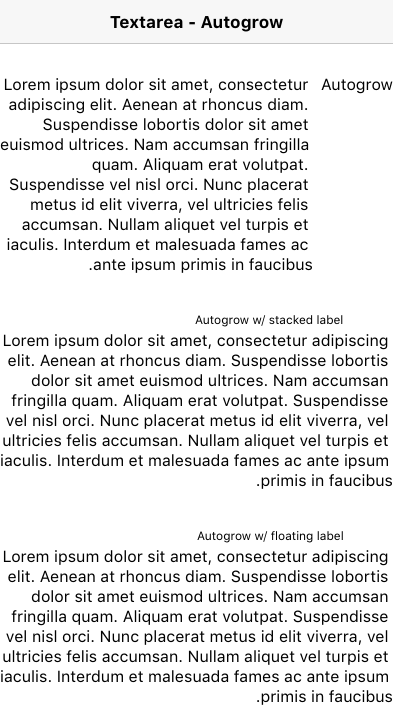 Textarea - Autogrow
Autogrow
Lorem ipsum dolor sit amet, consectetur
adipiscing elit. Aenean at rhoncus diam.
Suspendisse lobortis dolor sit amet
euismod ultrices. Nam accumsan fringilla
quam. Aliquam erat volutpat.
Suspendisse vel nisl orci. Nunc placerat
metus id elit viverra, vel ultricies felis
accumsan. Nullam aliquet vel turpis et
iaculis. Interdum et malesuada fames ac
.ante ipsum primis in faucibus
Autogrow w/ stacked label
Lorem ipsum dolor sit amet, consectetur adipiscing
elit. Aenean at rhoncus diam. Suspendisse lobortis
dolor sit amet euismod ultrices. Nam accumsan
fringilla quam. Aliquam erat volutpat. Suspendisse
vel nisl orci. Nunc placerat metus id elit viverra, vel
ultricies felis accumsan. Nullam aliquet vel turpis et
iaculis. Interdum et malesuada fames ac ante ipsum
.primis in faucibus
Autogrow w/ floating label
Lorem ipsum dolor sit amet, consectetur adipiscing
elit. Aenean at rhoncus diam. Suspendisse lobortis
dolor sit amet euismod ultrices. Nam accumsan
fringilla quam. Aliquam erat volutpat. Suspendisse
vel nisl orci. Nunc placerat metus id elit viverra, vel
ultricies felis accumsan. Nullam aliquet vel turpis et
iaculis. Interdum et malesuada fames ac ante ipsum
.primis in faucibus